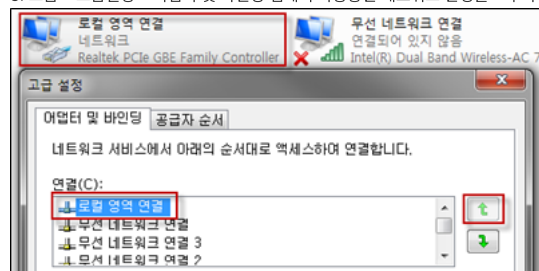 로컬 영역 연결
네트워크
Realtek PCIe GBE Family Controller
무선 네트워크 연결
연결되어 있지 않음
Intel(R) Dual Band Wireless-AC 7
고급 설정
어댑터 및 바인딩
공급자 순서
네트워크 서비스에서 아래의 순서대로 액세스하여 연결합니다.
연결(C):
로컬 영역 연결
무선 네트워크 연결
무선 네트워크 연결 3
무선 네트워크 연결 2